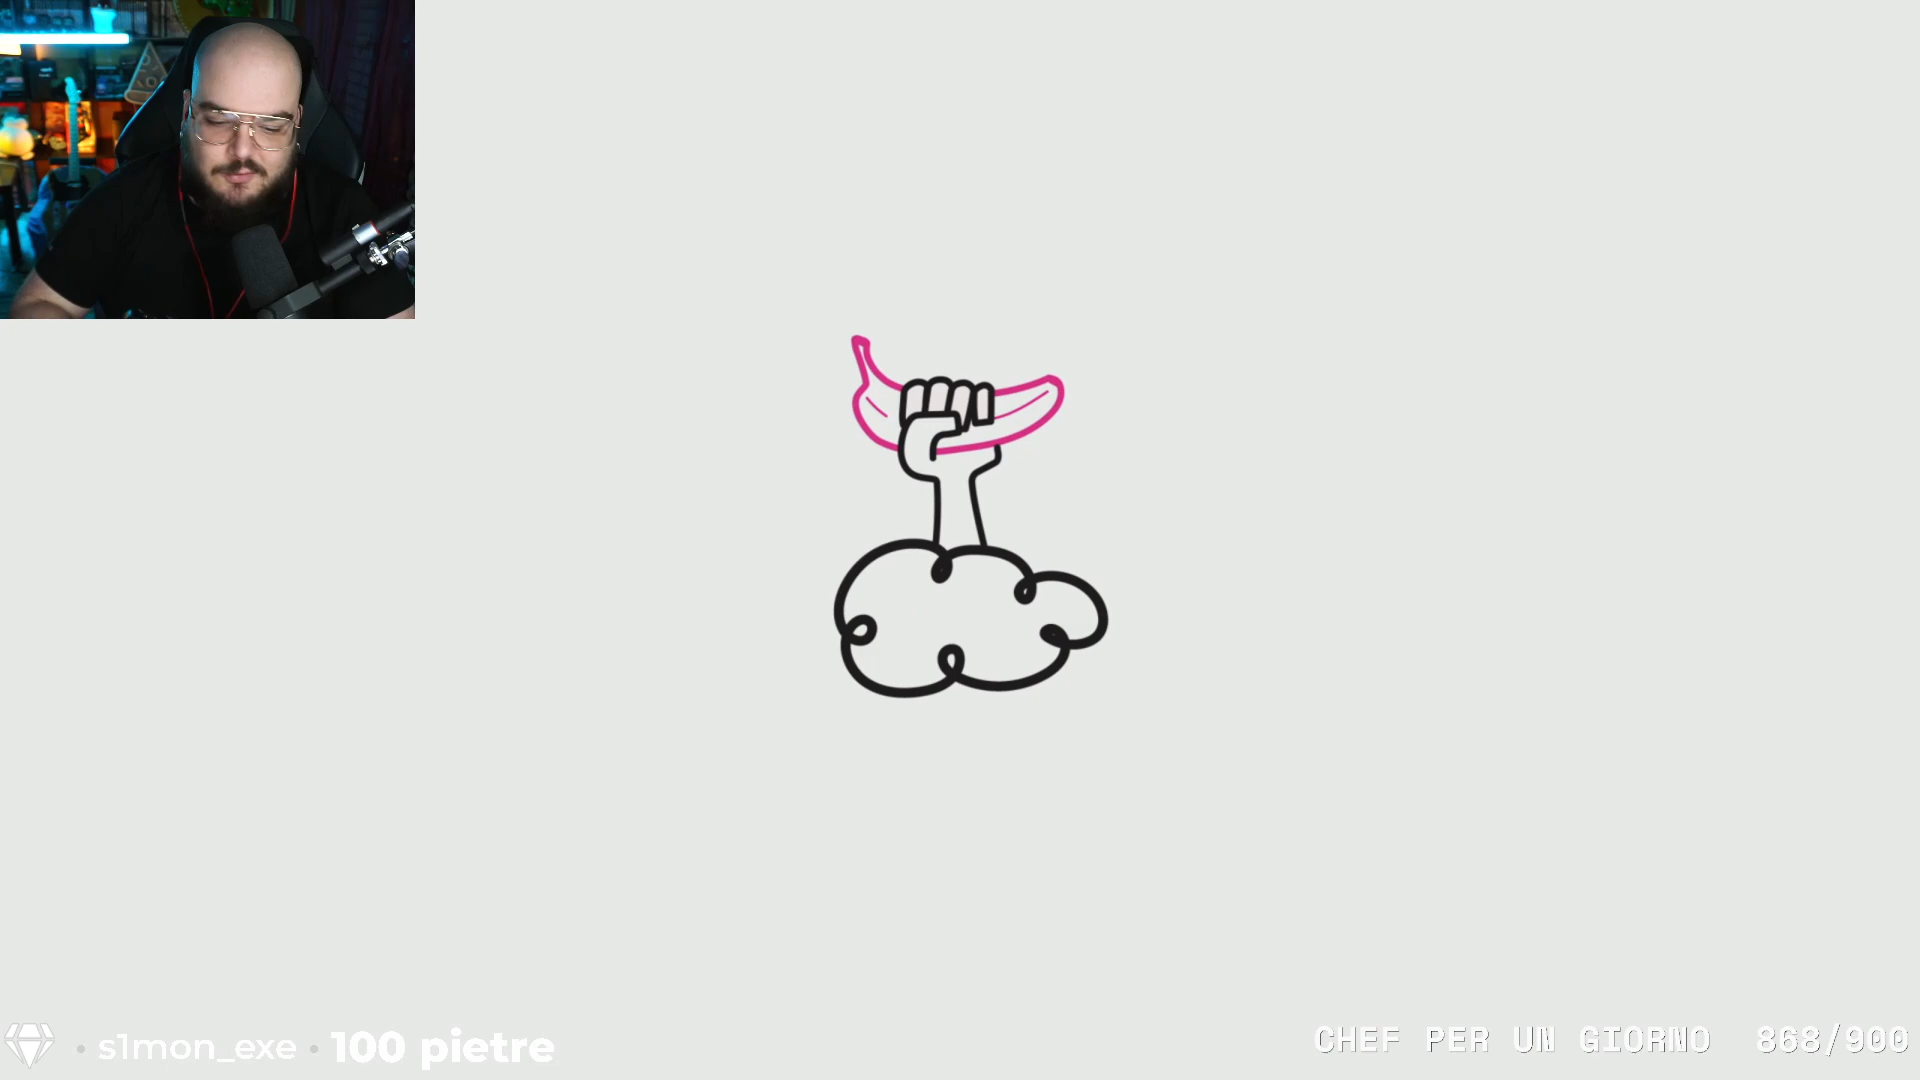 · s1mon_exe · 100 pietre
CHEF PER UN GIORNO 868/900